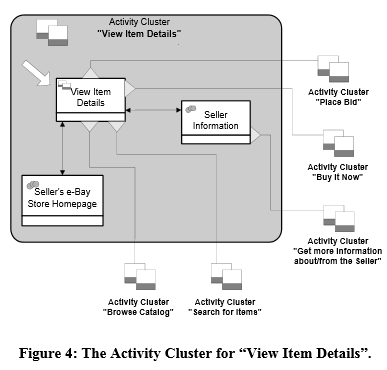 Activity Cluster
"View Item Details"
View Item
Details
Seller
Information
Seller's e-Bay
Store Homepage
Activity Cluster
"Place Bid"
Activity Cluster
"Buy It Now"
Activity Cluster
"Get more Information
about/from the Seller"
Activity Cluster
"Browse Catalog"
Activity Cluster
"Search for Items"
Figure 4: The Activity Cluster for “View Item Details”.